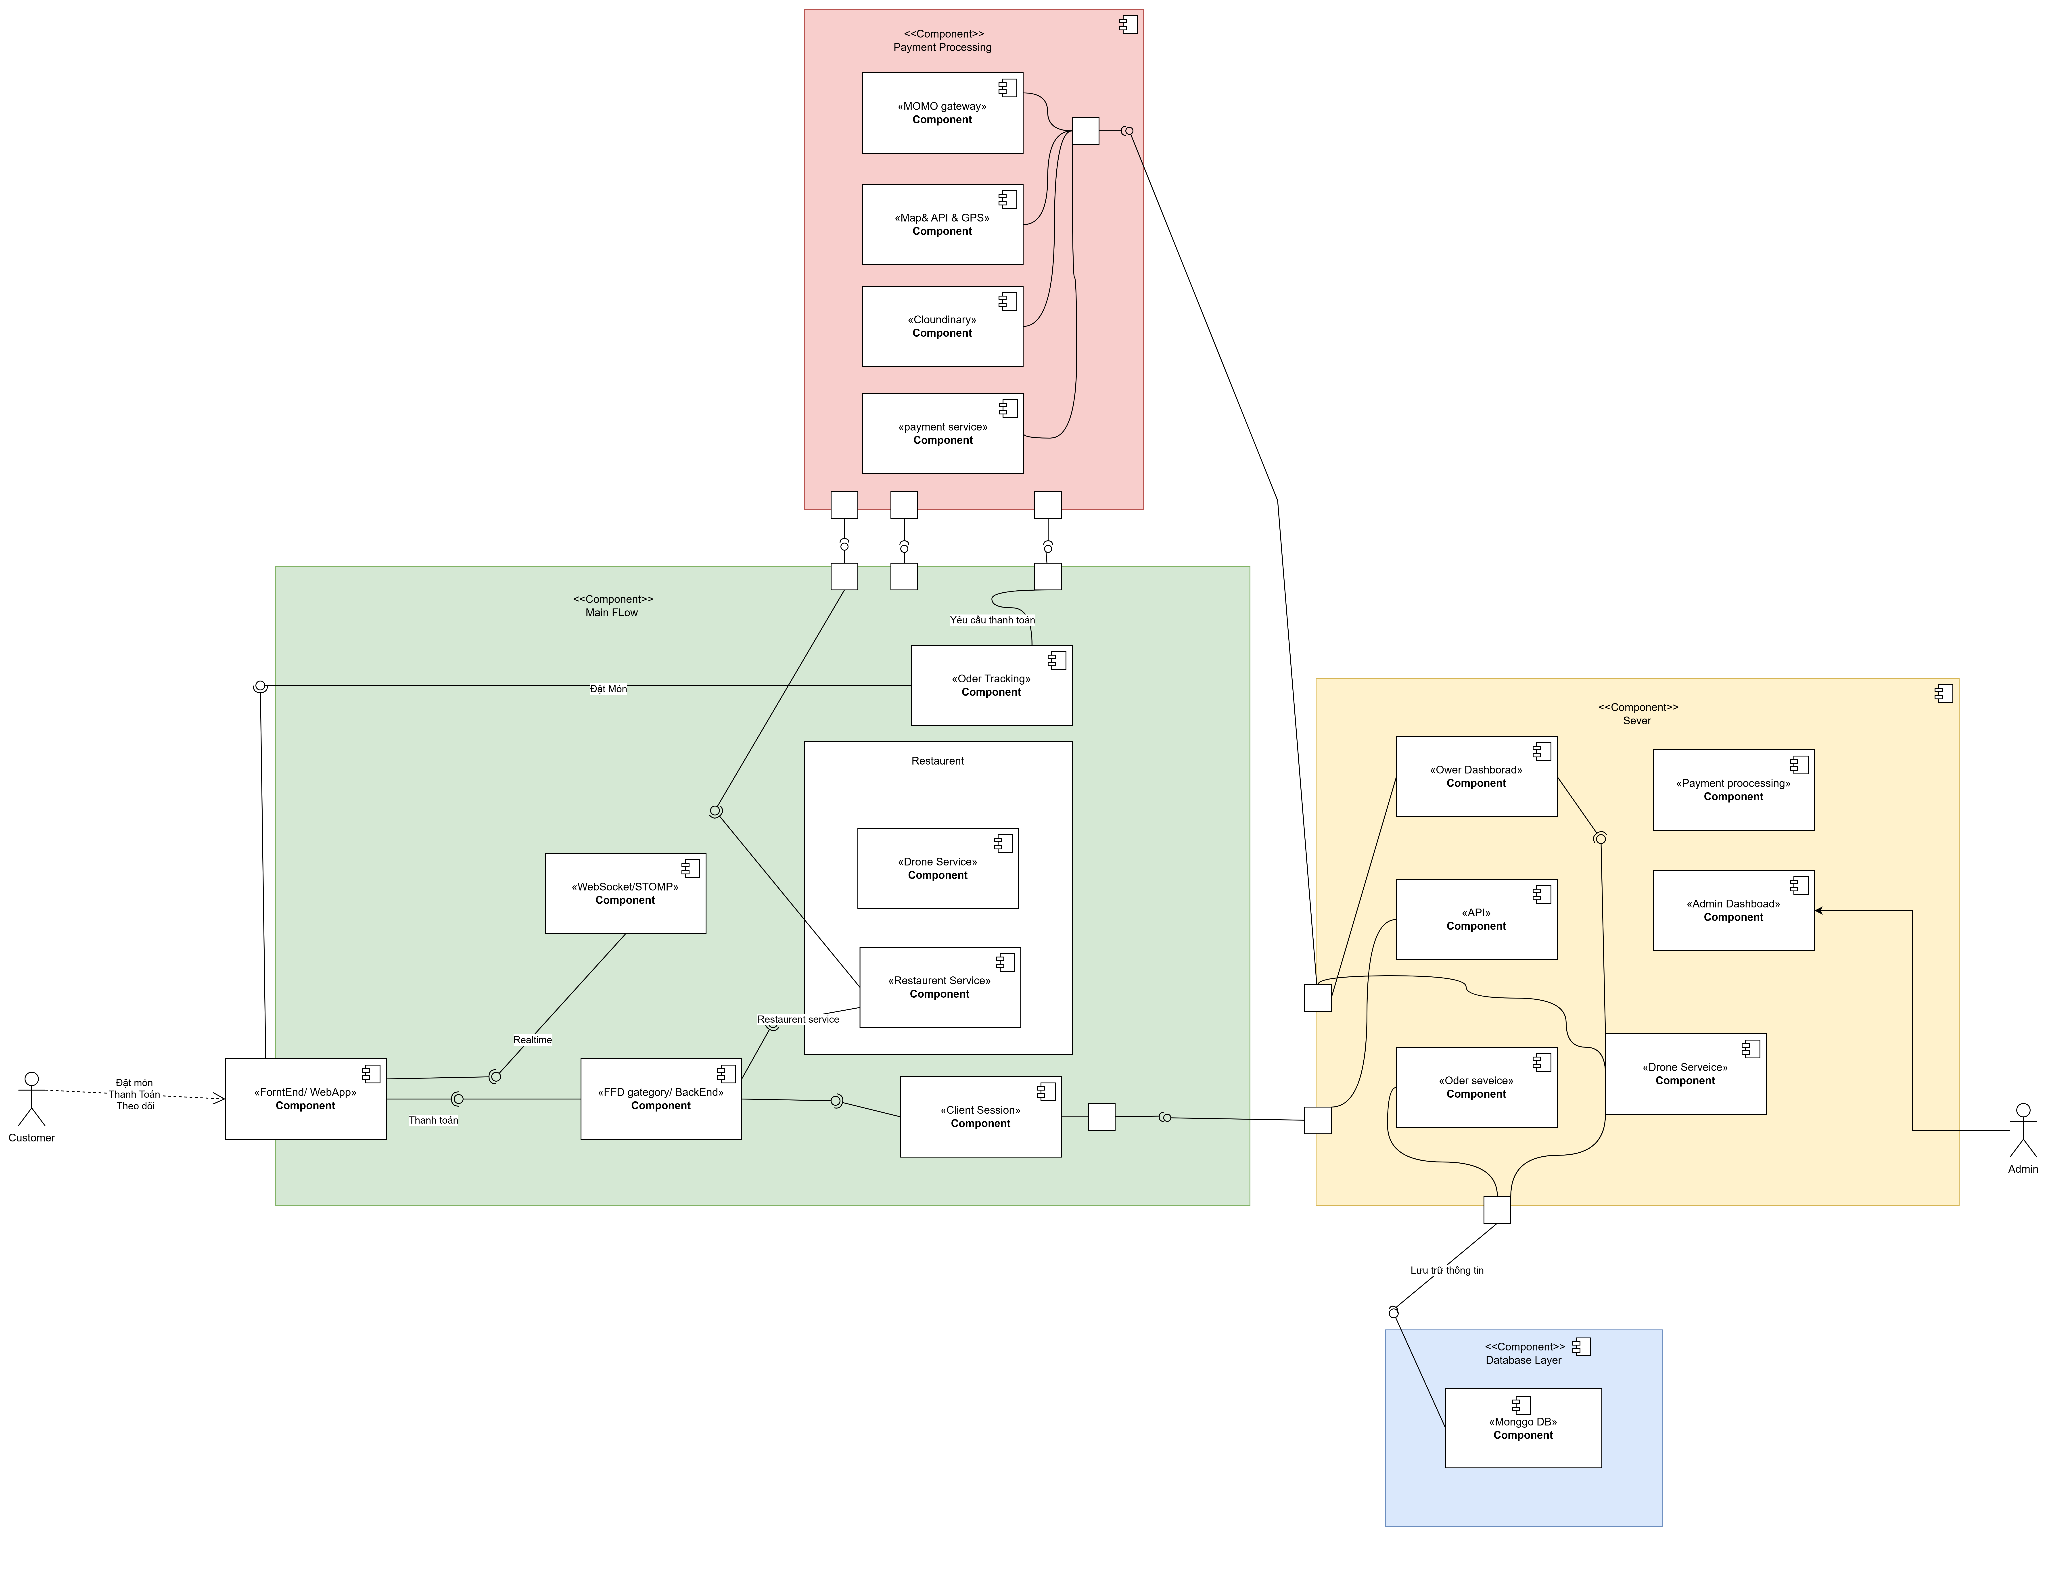 <<Component>>
Payment Processing
«MOMO gateway»
Component
«Map& API & GPS»
Component
«Cloundinary»
Component
«payment service»
Component
<<Component>>
Main FLow
Yêu cầu thanh toán
«Oder Tracking»
Component
Đặt Món
Restaurent
«Drone Service»
Component
«WebSocket/STOMP»
Component
«Restaurent Service»
Component
Restaurent service
Realtime
«ForntEnd/ WebApp»
Component
Thanh toán
«FFD gategory/ BackEnd»
Component
«Client Session»
Component
Đặt món
Thanh Toán
Theo dõi
Customer
<<Component>>
Sever
«Ower Dashborad»
Component
«Payment proocessing»
Component
«API»
Component
«Admin Dashboad»
Component
«Oder seveice»
Component
«Drone Serveice»
Component
Admin
Lưu trữ thông tin
<<Component>>
Database Layer
«Monggo DB»
Component